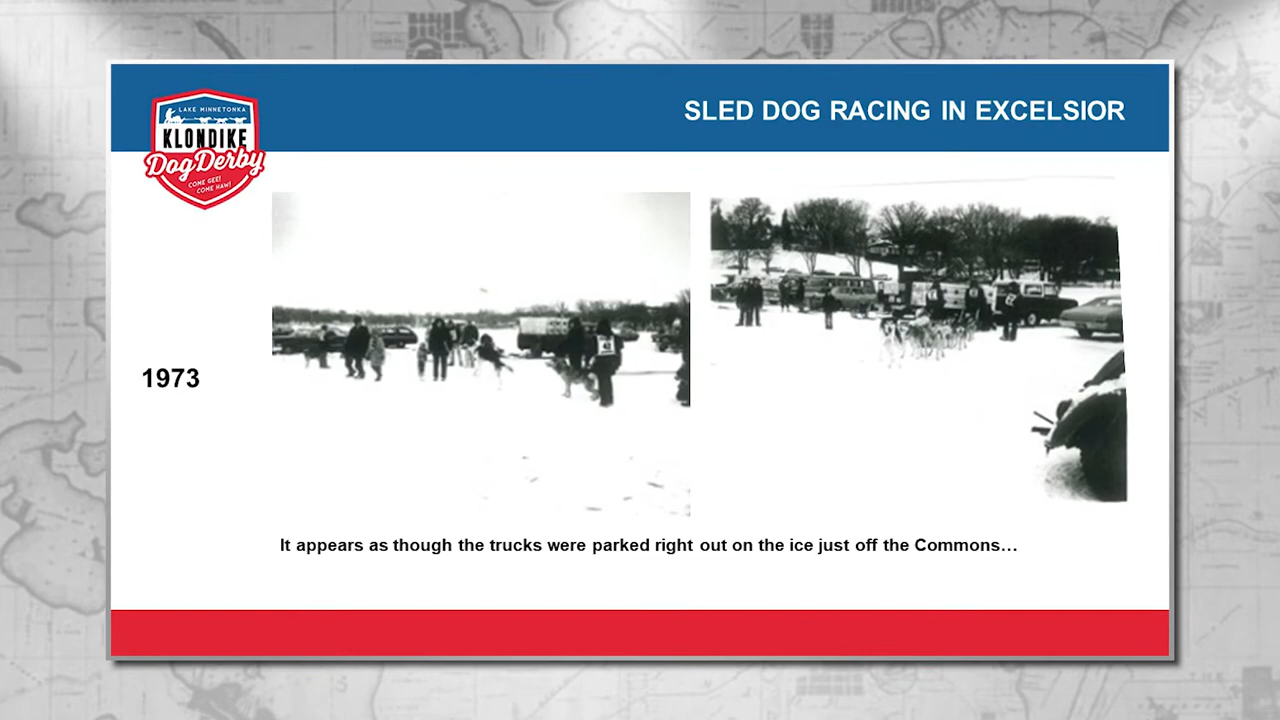 SLED DOG RACING IN EXCELSIOR
LAKE MINNETONKA
KLONDIKE
Dog Derby
COME GEE!
COME HAW!
1973
It appears as though the trucks were parked right out on the ice just off the Commons…